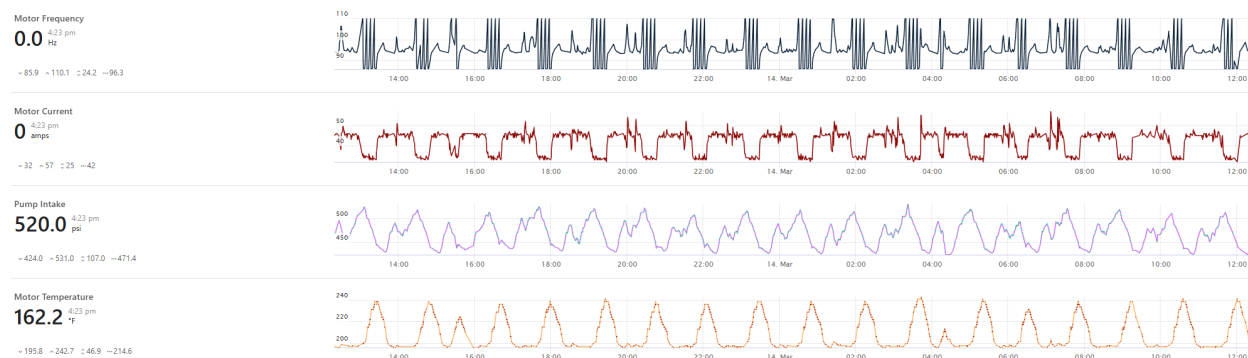 Motor Frequency
0.0 4:23 pm
Hz
85.9 110.1 24.2 96.3
110
100
90
14:00 16:00 18:00 20:00 22:00 14. Mar 02:00 04:00 06:00 08:00 10:00 12:00
Motor Current
0 4:23 pm
amps
32 57 25 42
50
40
14:00 16:00 18:00 20:00 22:00 14. Mar 02:00 04:00 06:00 08:00 10:00 12:00
Pump Intake
520.0 4:23 pm
psi
424.0 531.0 107.0 471.4
500
450
14:00 16:00 18:00 20:00 22:00 14. Mar 02:00 04:00 06:00 08:00 10:00 12:00
Motor Temperature
162.2 4:23 pm
°F
195.8 242.7 46.9 214.6
240
220
200
14:00 16:00 18:00 20:00 22:00 14. Mar 02:00 04:00 06:00 08:00 10:00 12:00